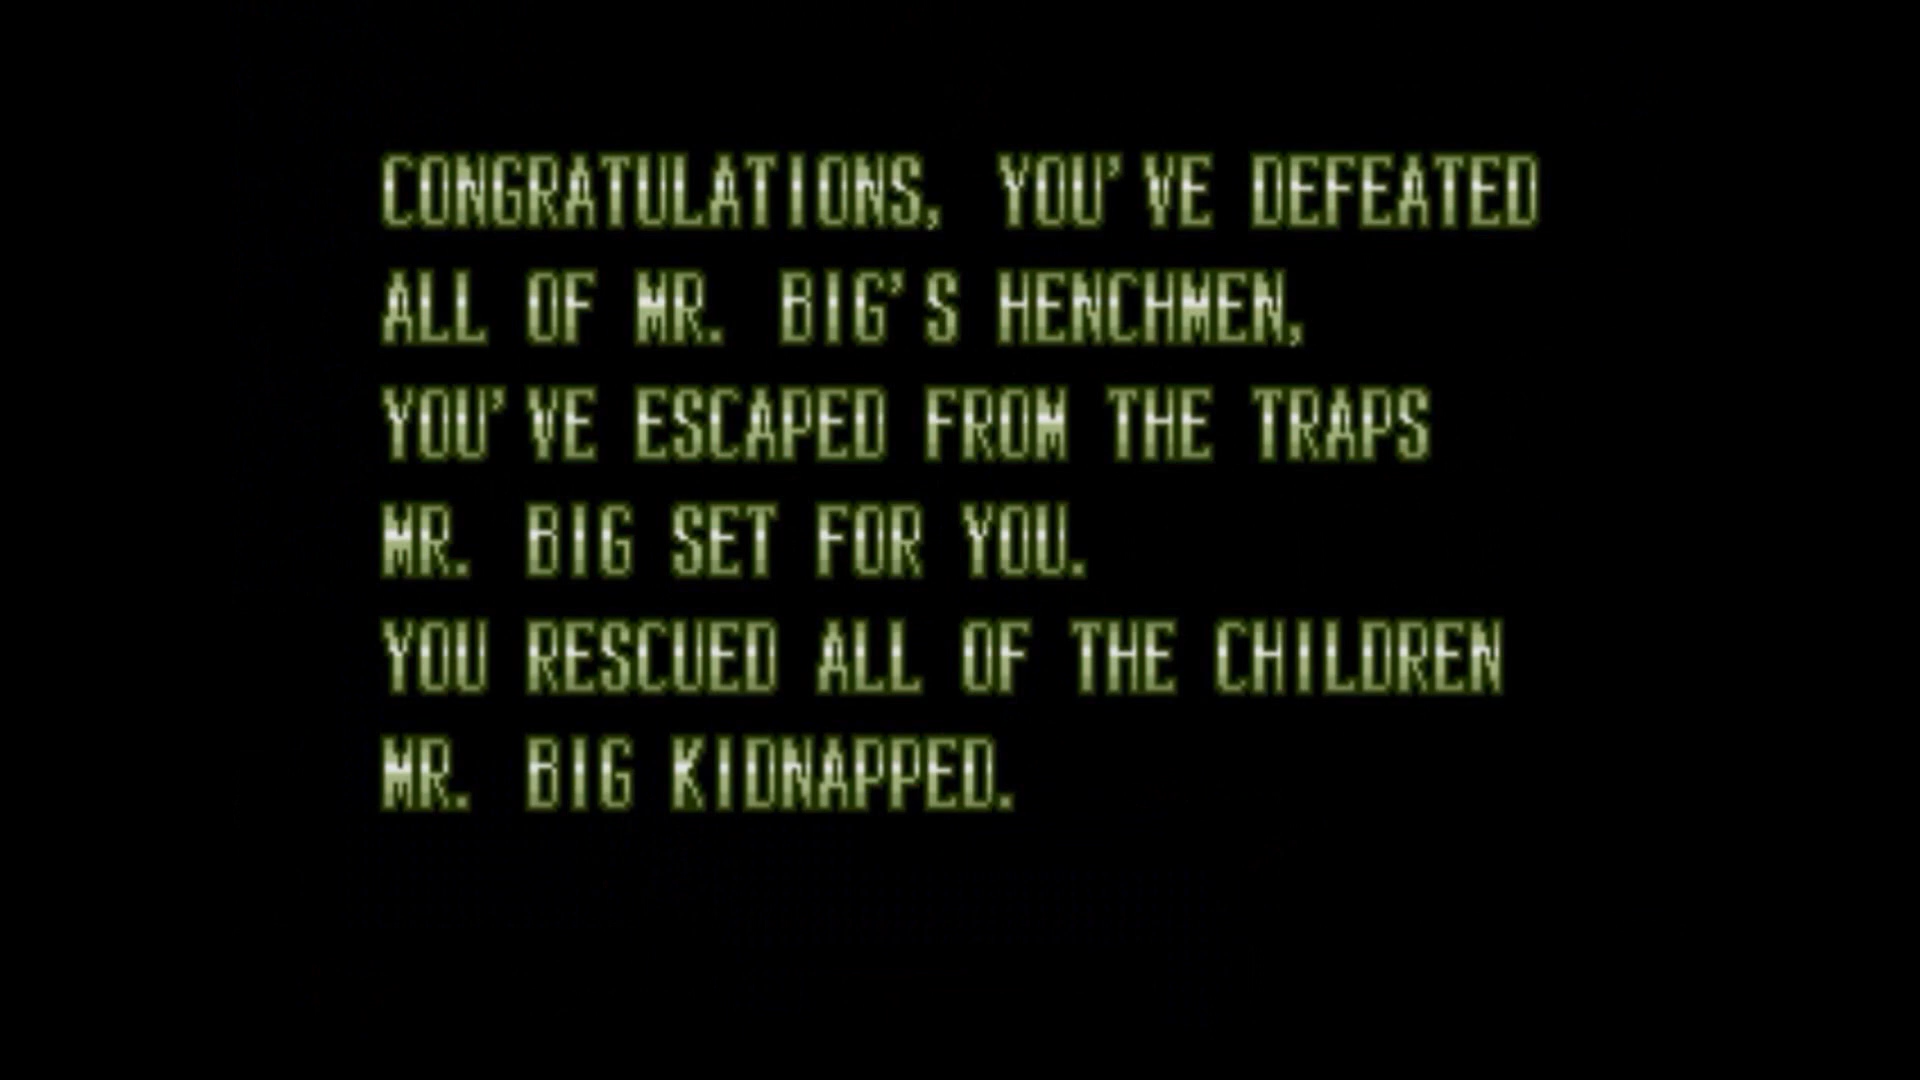 CONGRATULATIONS, YOU'VE DEFEATED
ALL OF MR. BIG'S HENCHMEN,
YOU'VE ESCAPED FROM THE TRAPS
MR. BIG SET FOR YOU.
YOU RESCUED ALL OF THE CHILDREN
MR. BIG KIDNAPPED.